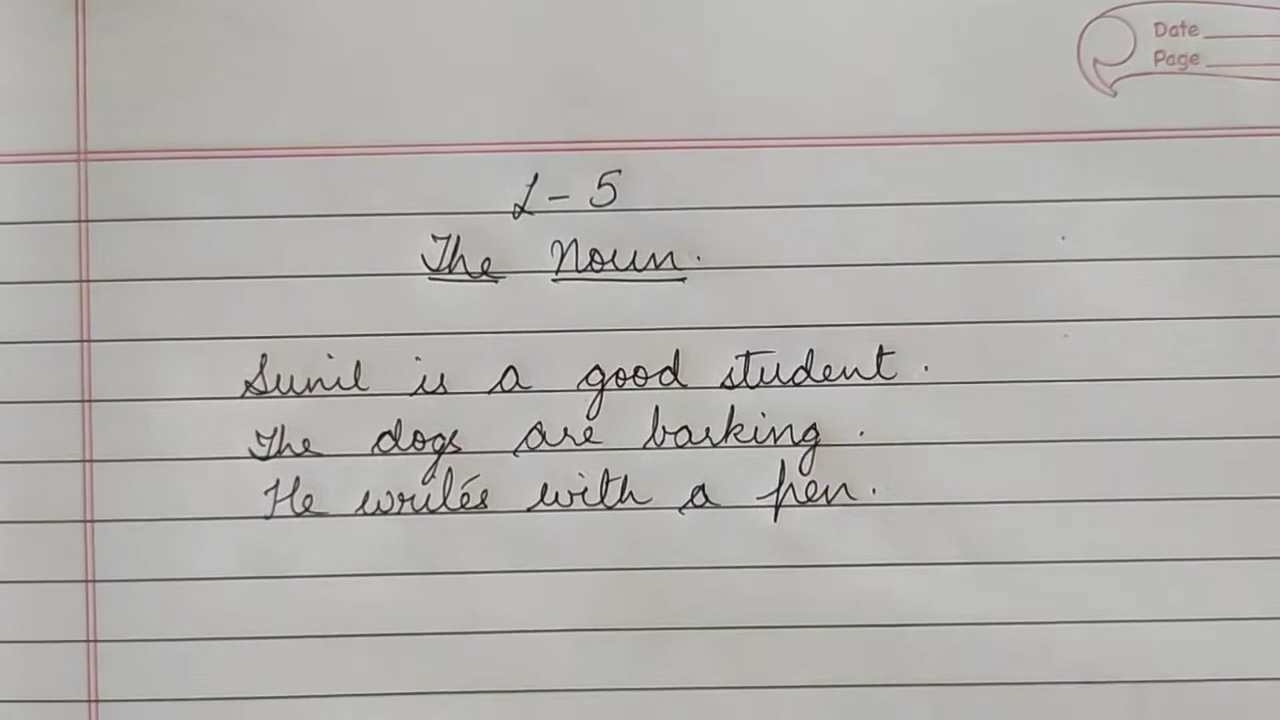 Date
Page
L-5
The Noun.
Sunil is a good student.
The dogs are barking.
He writes with a pen.